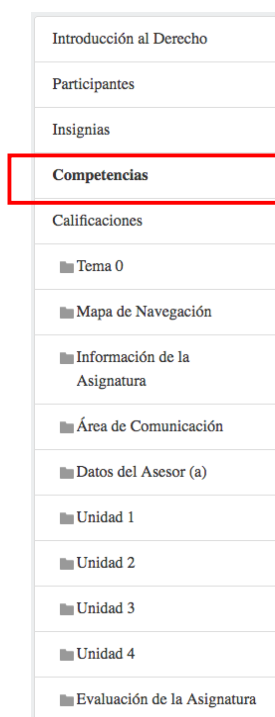 Introducción al Derecho
Participantes
Insignias
Competencias
Calificaciones
Tema 0
Mapa de Navegación
Información de la
Asignatura
Área de Comunicación
Datos del Asesor (a)
Unidad 1
Unidad 2
Unidad 3
Unidad 4
Evaluación de la Asignatura